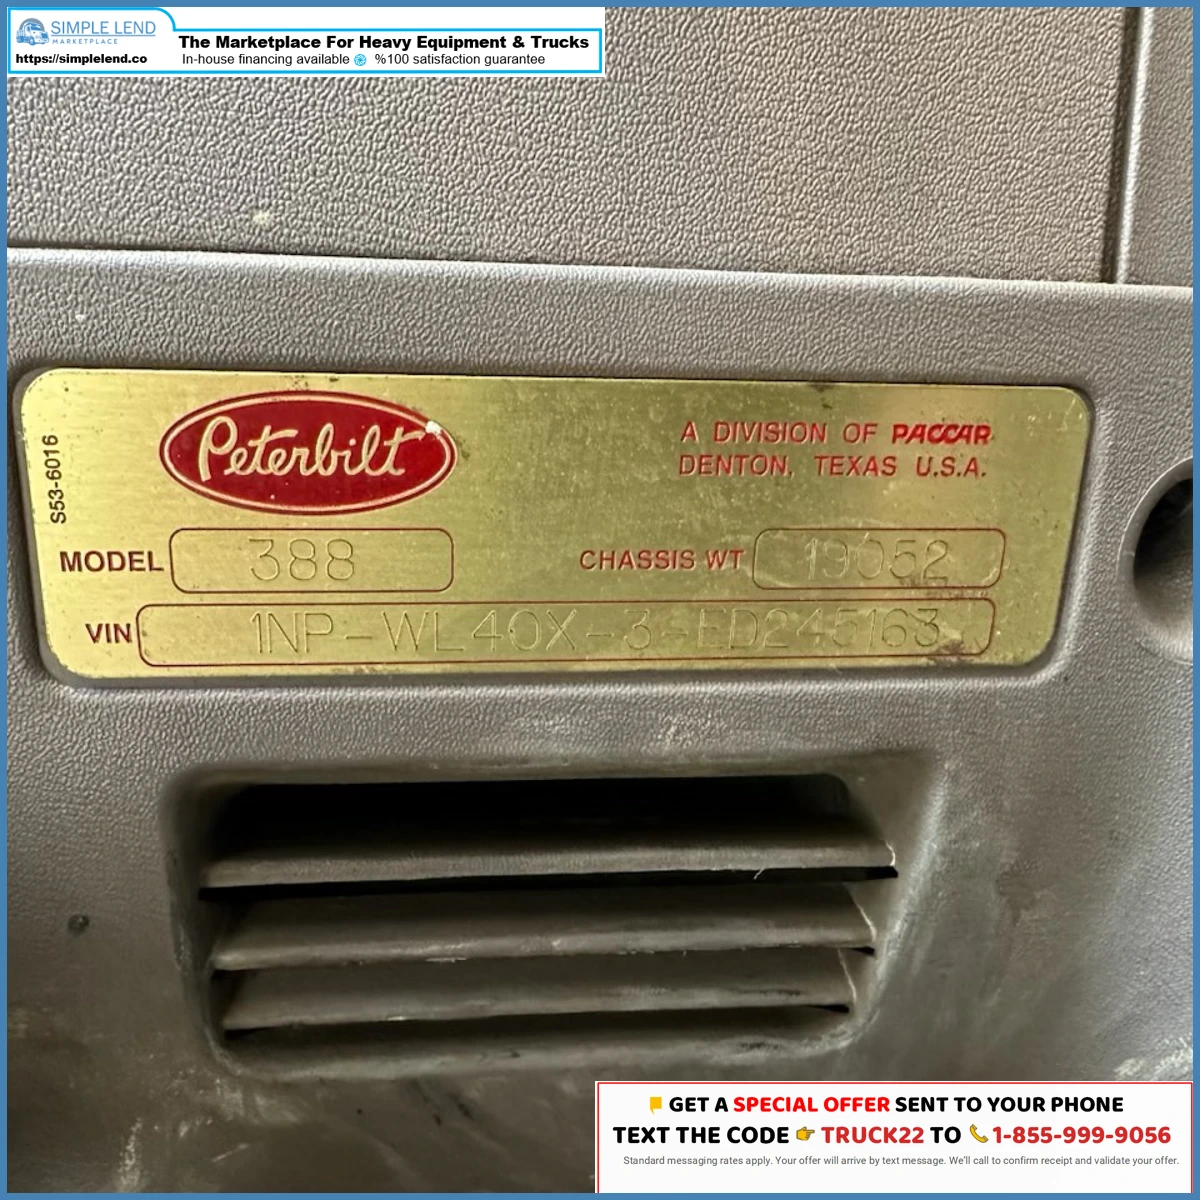 SIMPLE LEND
MARKETPLACE
https://simplelend.co
The Marketplace For Heavy Equipment & Trucks
In-house financing available %100 satisfaction guarantee
S53-6016
Peterbilt
A DIVISION OF PACCAR
DENTON, TEXAS U.S.A.
MODEL 388
CHASSIS WT 19052
VIN 1NP-WL40X-3-ED245163
GET A SPECIAL OFFER SENT TO YOUR PHONE
TEXT THE CODE 👉 TRUCK22 TO 📞 1-855-999-9056
Standard messaging rates apply. Your offer will arrive by text message. We'll call to confirm receipt and validate your offer.